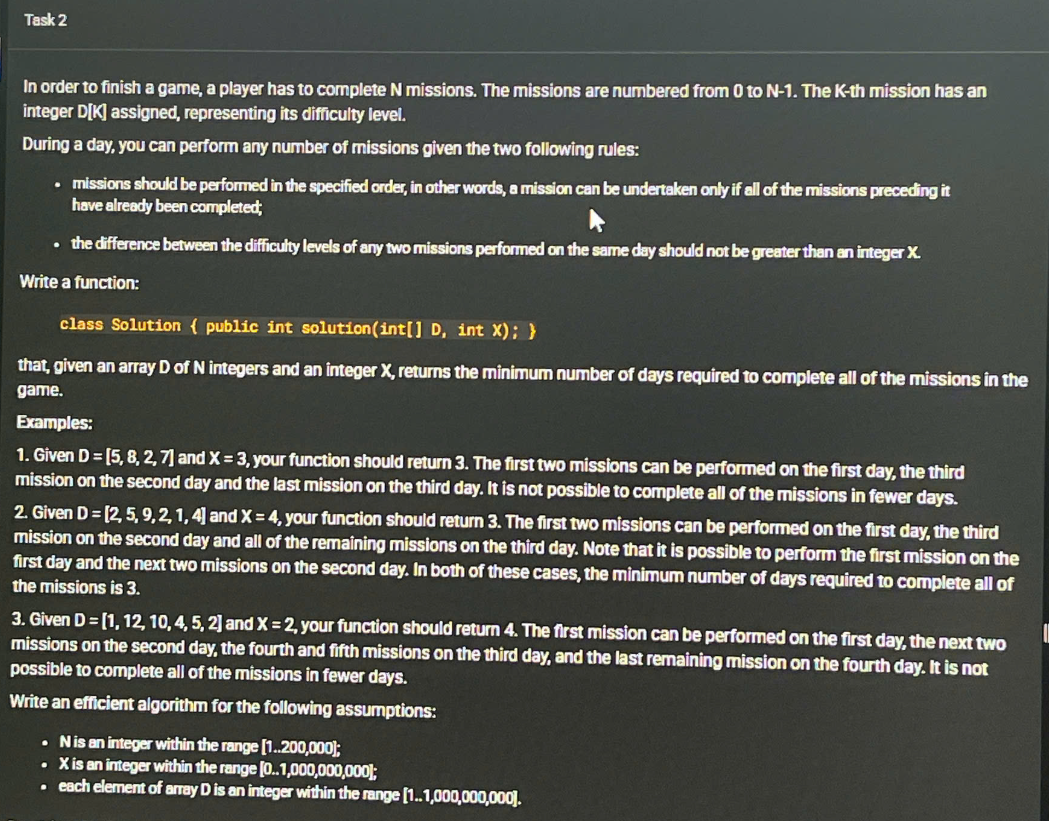 Task 2
In order to finish a game, a player has to complete N missions. The missions are numbered from 0 to N-1. The K-th mission has an
integer D[K] assigned, representing its difficulty level.
During a day, you can perform any number of missions given the two following rules:
• missions should be performed in the specified order, in other words, a mission can be undertaken only if all of the missions preceding it
have already been completed;
• the difference between the difficulty levels of any two missions performed on the same day should not be greater than an integer X.
Write a function:
class Solution { public int solution(int[] D, int X); }
that, given an array D of N integers and an integer X, returns the minimum number of days required to complete all of the missions in the
game.
Examples:
1. Given D = [5, 8, 2, 7] and X = 3, your function should return 3. The first two missions can be performed on the first day, the third
mission on the second day and the last mission on the third day. It is not possible to complete all of the missions in fewer days.
2. Given D = [2, 5, 9, 2, 1, 4] and X = 4, your function should return 3. The first two missions can be performed on the first day, the third
mission on the second day and all of the remaining missions on the third day. Note that it is possible to perform the first mission on the
first day and the next two missions on the second day. In both of these cases, the minimum number of days required to complete all of
the missions is 3.
3. Given D = [1, 12, 10, 4, 5, 2] and X = 2, your function should return 4. The first mission can be performed on the first day, the next two
missions on the second day, the fourth and fifth missions on the third day, and the last remaining mission on the fourth day. It is not
possible to complete all of the missions in fewer days.
Write an efficient algorithm for the following assumptions:
• N is an integer within the range [1..200,000];
• X is an integer within the range [0..1,000,000,000];
• each element of array D is an integer within the range [1..1,000,000,000].